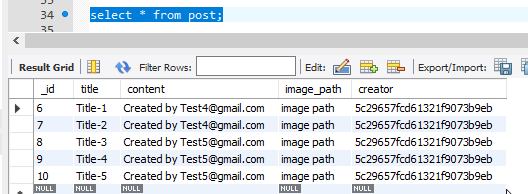 34 select * from post;
35
Result Grid Filter Rows: Edit: Export/Import:
_id title content image_path creator
6 Title-1 Created by Test4@gmail.com image path 5c29657fcd61321f9073b9eb
7 Title-2 Created by Test4@gmail.com image path 5c29657fcd61321f9073b9eb
8 Title-3 Created by Test5@gmail.com image path 5c29657fcd61321f9073b9eb
9 Title-4 Created by Test5@gmail.com image path 5c29657fcd61321f9073b9eb
10 Title-5 Created by Test5@gmail.com image path 5c29657fcd61321f9073b9eb
NULL NULL NULL NULL NULL